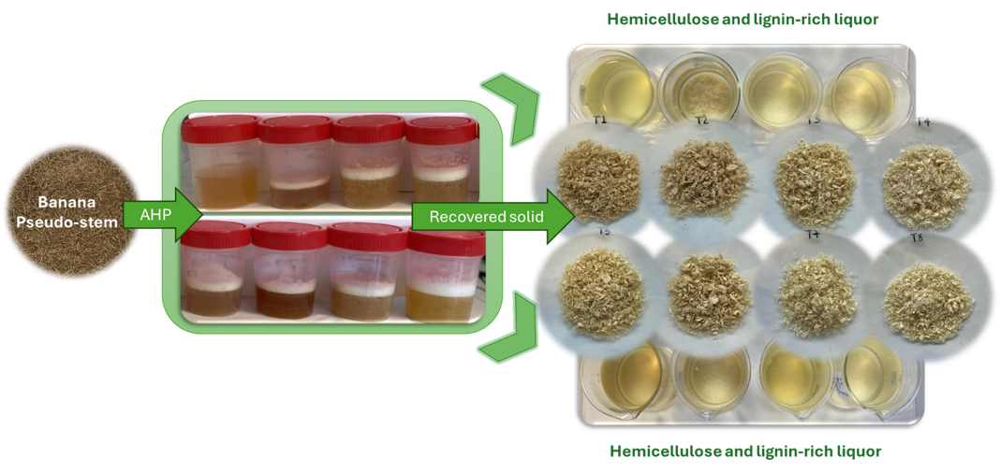 Hemicellulose and lignin-rich liquor
T1
T2
T3
T4
Banana
Pseudo-stem
AHP
Recovered solid
T5
T7
T8
Hemicellulose and lignin-rich liquor